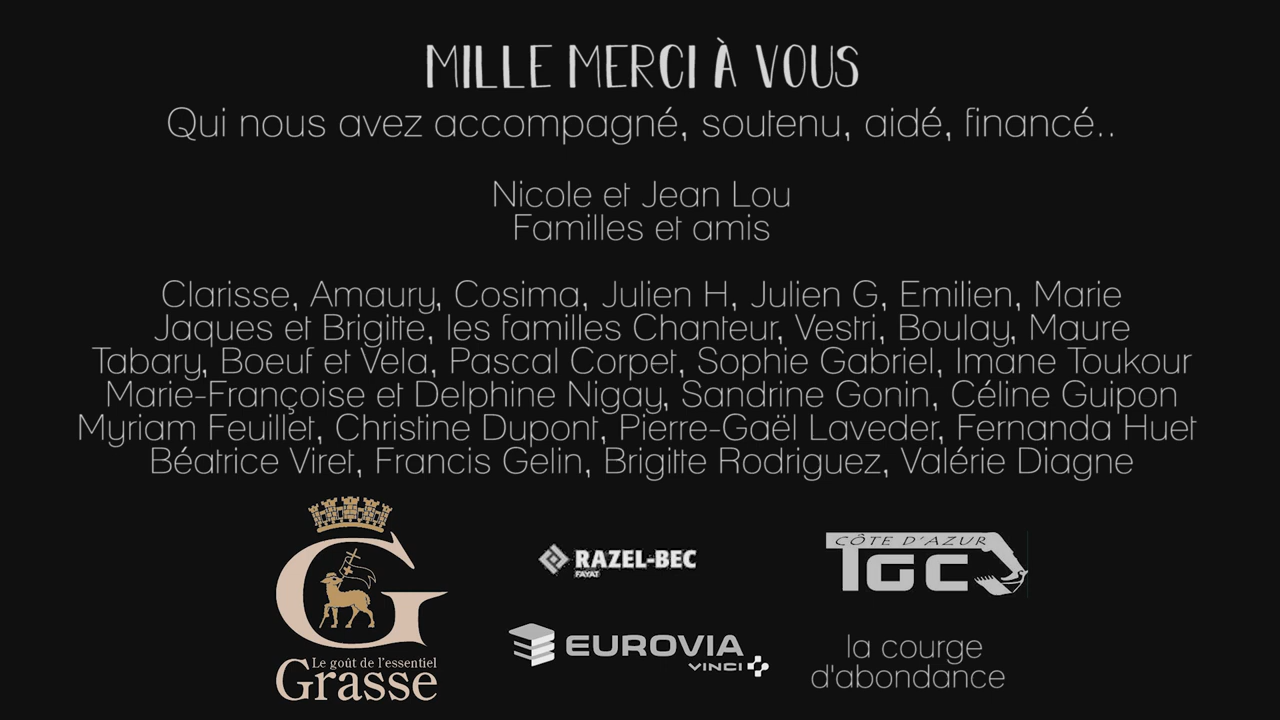 MILLE MERCI À VOUS
Qui nous avez accompagné, soutenu, aidé, financé..
Nicole et Jean Lou
Familles et amis
Clarisse, Amaury, Cosima, Julien H, Julien G, Emilien, Marie
Jaques et Brigitte, les familles Chanteur, Vestri, Boulay, Maure
Tabary, Boeuf et Vela, Pascal Corpet, Sophie Gabriel, Imane Toukour
Marie-Françoise et Delphine Nigay, Sandrine Gonin, Céline Guipon
Myriam Feuillet, Christine Dupont, Pierre-Gaël Laveder, Fernanda Huet
Béatrice Viret, Francis Gelin, Brigitte Rodriguez, Valérie Diagne
G
Le goût de l'essentiel
Grasse
RAZEL-BEC
FAYAT
EUROVIA
VINCI
CÔTE D'AZUR
TGC
la courge
d'abondance